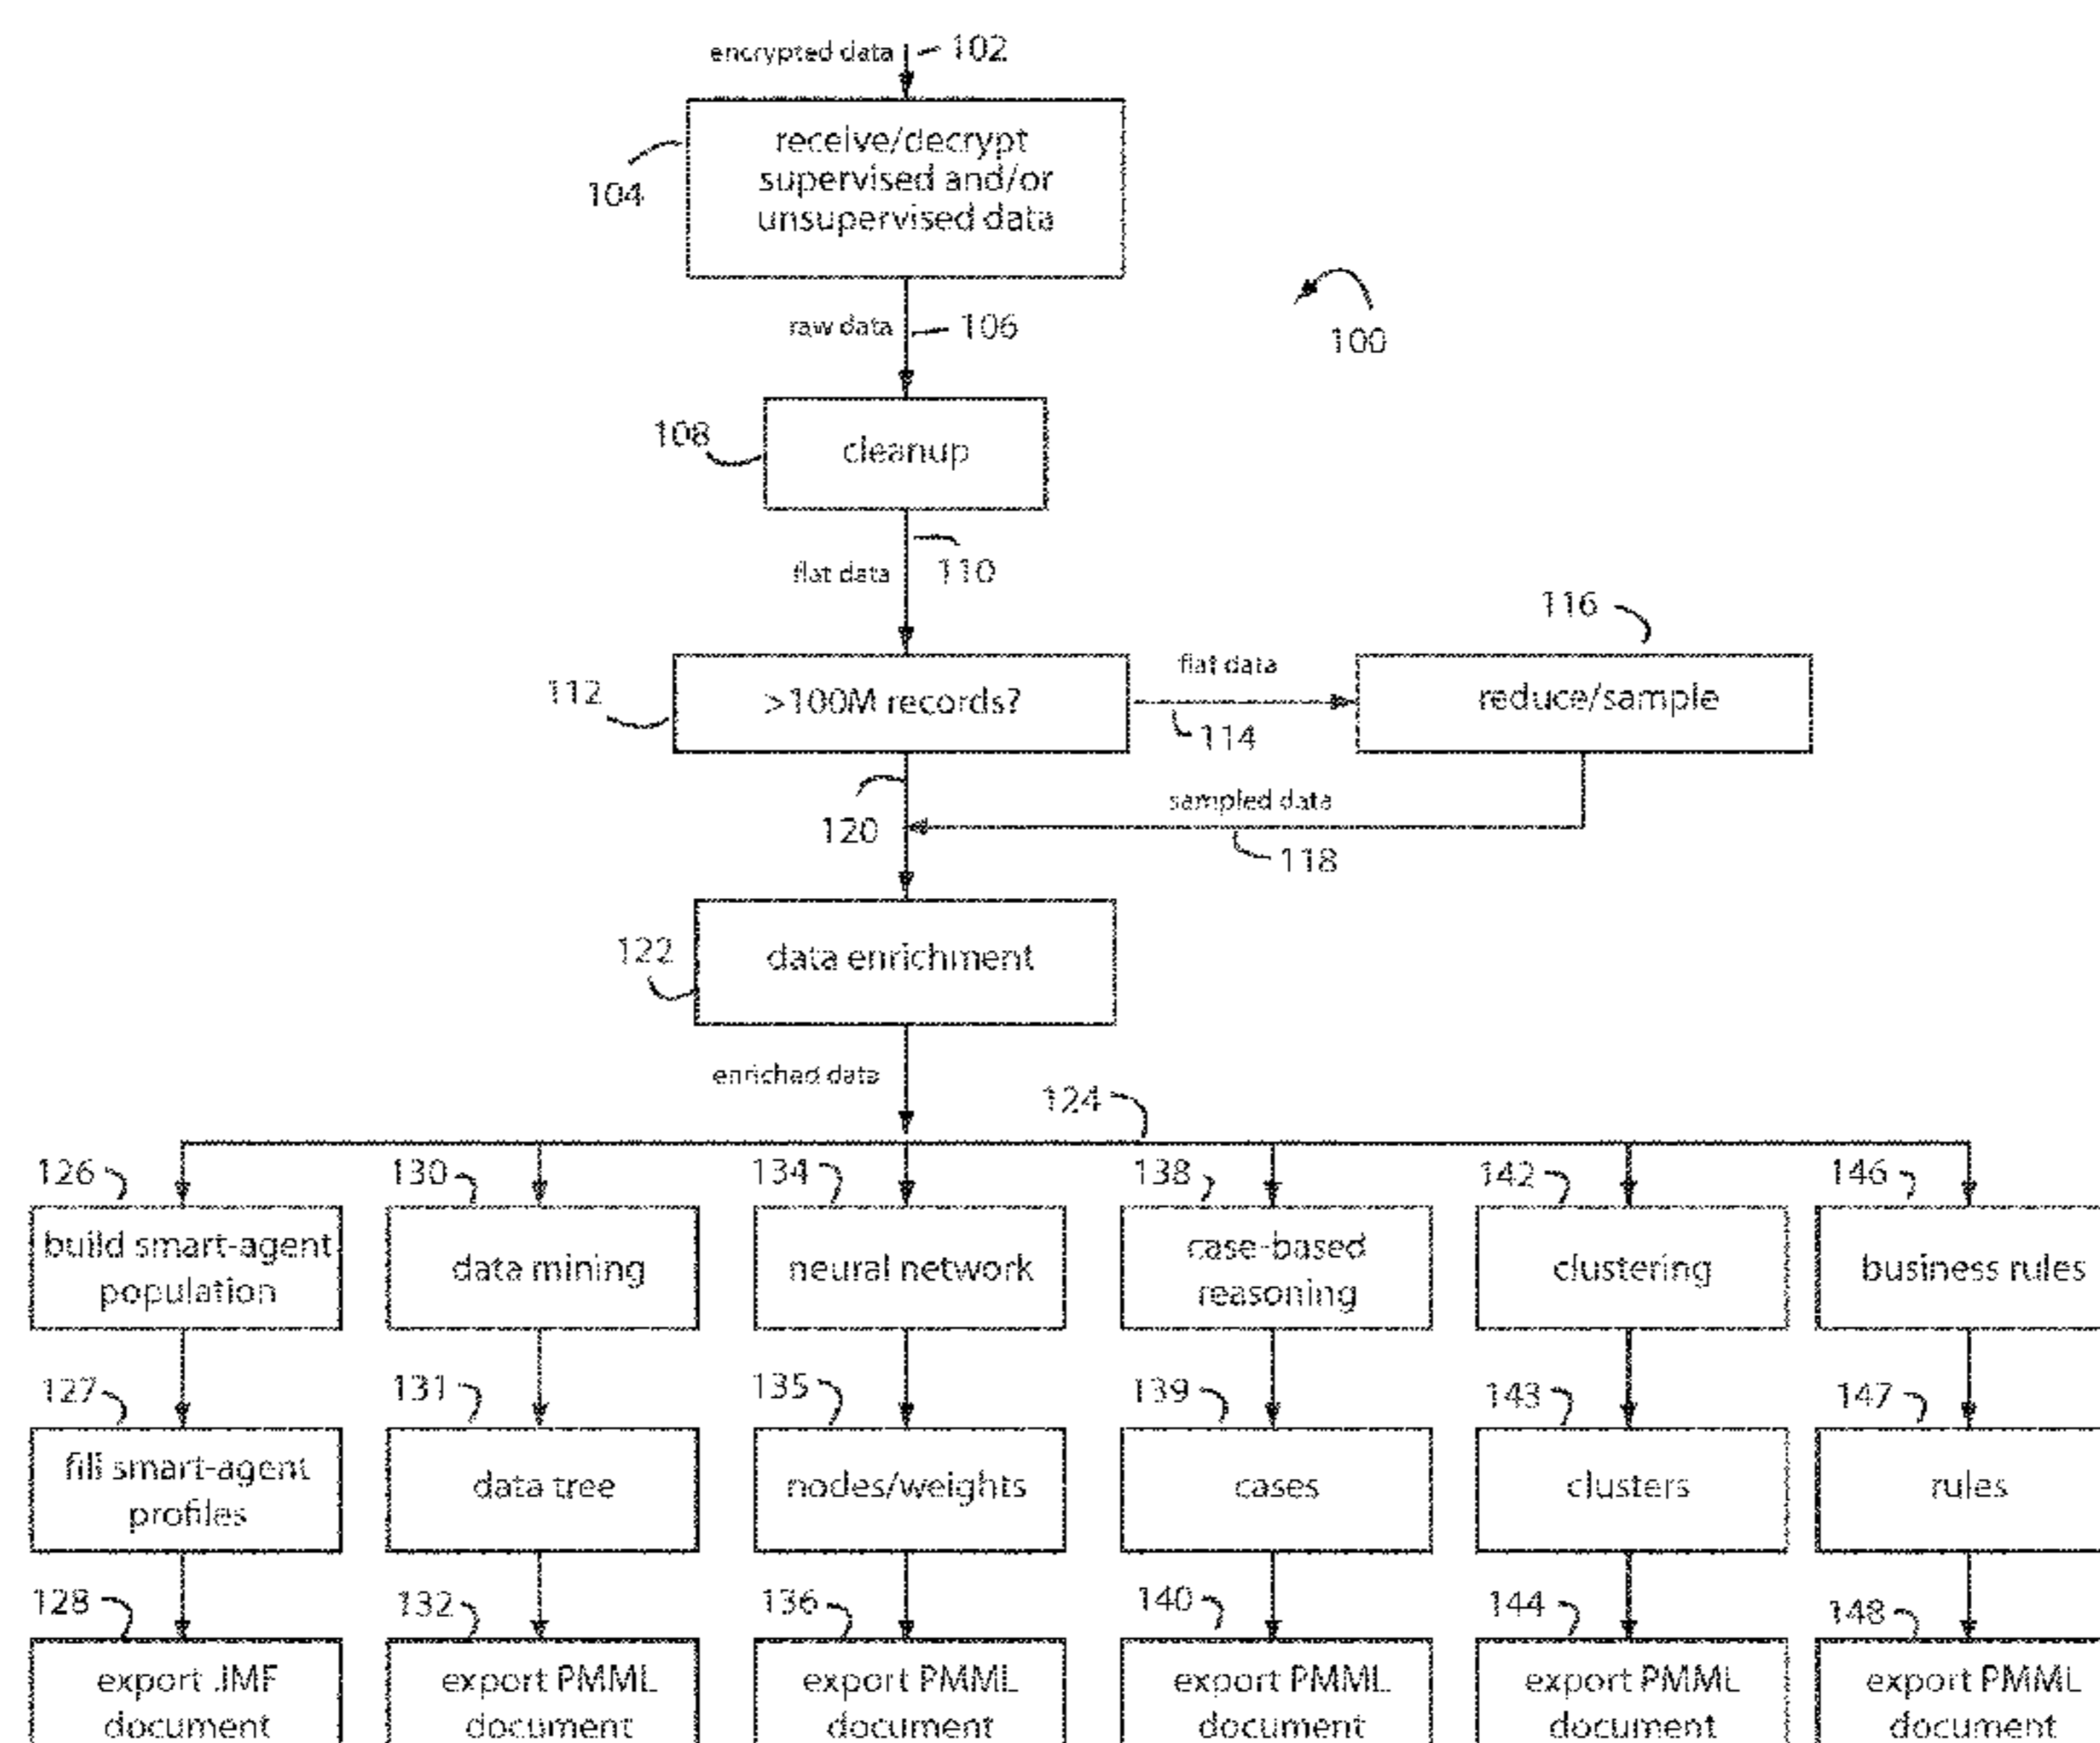 encrypted data 102
receive/decrypt
supervised and/or
unsupervised data
104
raw data 106
100
108
cleanup
flat data 110
116
112
>100M records?
flat data
114
reduce/sample
120
sampled data
118
122
data enrichment
enriched data
124
126 130 134 138 142 146
build smart-agent
population
data mining
neural network
case-based
reasoning
clustering
business rules
127 131 135 139 143 147
fill smart-agent
profiles
data tree
nodes/weights
cases
clusters
rules
128 132 136 140 144 148
export .IMF
document
export PMML
document
export PMML
document
export PMML
document
export PMML
document
export PMML
document